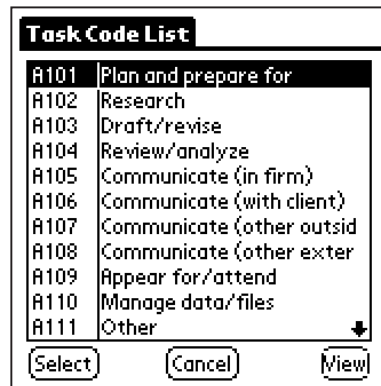 Task Code List
A101 Plan and prepare for
A102 Research
A103 Draft/revise
A104 Review/analyze
A105 Communicate (in firm)
A106 Communicate (with client)
A107 Communicate (other outsid
A108 Communicate (other exter
A109 Appear for/attend
A110 Manage data/files
A111 Other
Select Cancel View